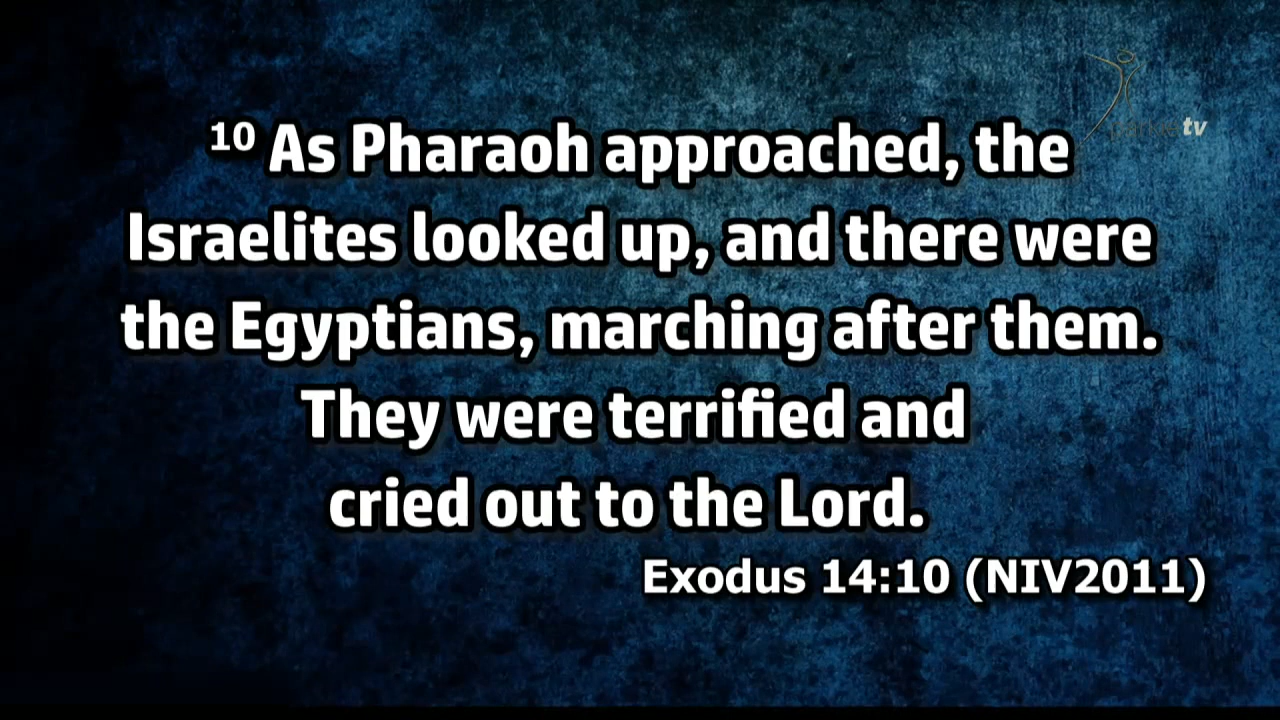 ¹⁰ As Pharaoh approached, the
Israelites looked up, and there were
the Egyptians, marching after them.
They were terrified and
cried out to the Lord.
Exodus 14:10 (NIV2011)
tv